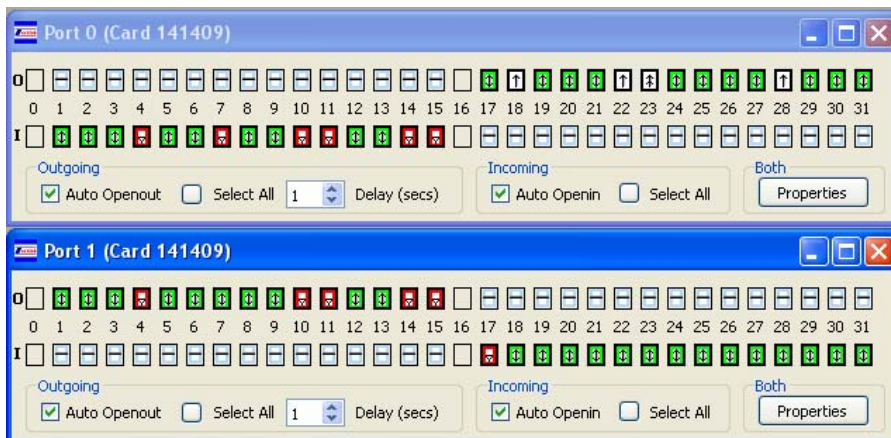 Port 0 (Card 141409)
O
0 1 2 3 4 5 6 7 8 9 10 11 12 13 14 15 16 17 18 19 20 21 22 23 24 25 26 27 28 29 30 31
I
Outgoing Incoming Both
Auto Openout Select All 1 Delay (secs) Auto Openin Select All Properties
Port 1 (Card 141409)
O
0 1 2 3 4 5 6 7 8 9 10 11 12 13 14 15 16 17 18 19 20 21 22 23 24 25 26 27 28 29 30 31
I
Outgoing Incoming Both
Auto Openout Select All 1 Delay (secs) Auto Openin Select All Properties